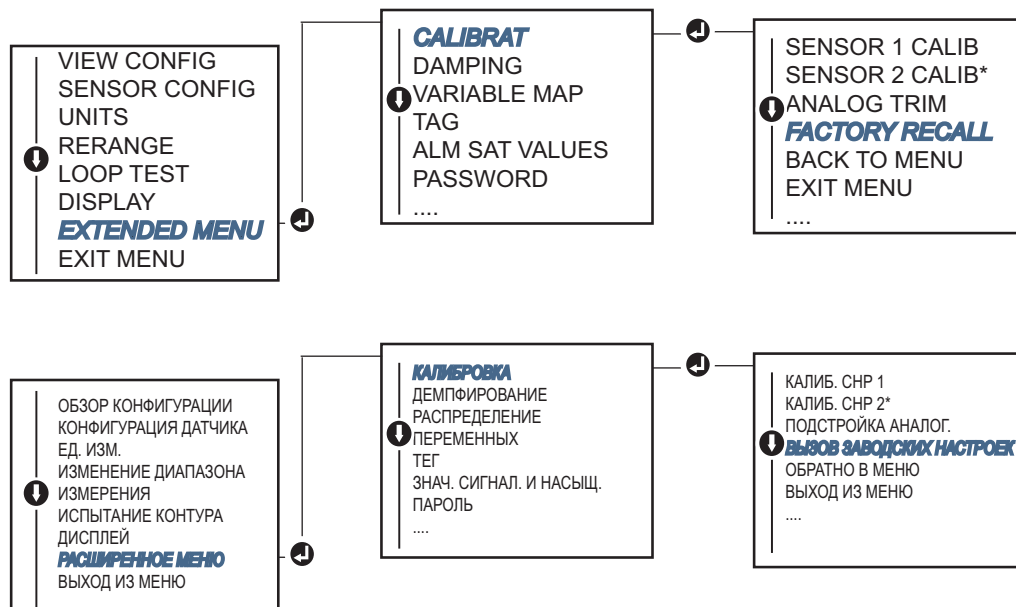 VIEW CONFIG
SENSOR CONFIG
UNITS
RERANGE
LOOP TEST
DISPLAY
EXTENDED MENU
EXIT MENU
CALIBRAT
DAMPING
VARIABLE MAP
TAG
ALM SAT VALUES
PASSWORD
....
SENSOR 1 CALIB
SENSOR 2 CALIB*
ANALOG TRIM
FACTORY RECALL
BACK TO MENU
EXIT MENU
....
ОБЗОР КОНФИГУРАЦИИ
КОНФИГУРАЦИЯ ДАТЧИКА
ЕД. ИЗМ.
ИЗМЕНЕНИЕ ДИАПАЗОНА
ИЗМЕРЕНИЯ
ИСПЫТАНИЕ КОНТУРА
ДИСПЛЕЙ
РАСШИРЕННОЕ МЕНЮ
ВЫХОД ИЗ МЕНЮ
КАЛИБРОВКА
ДЕМПФИРОВАНИЕ
РАСПРЕДЕЛЕНИЕ
ПЕРЕМЕННЫХ
ТЕГ
ЗНАЧ. СИГНАЛ. И НАСЫЩ.
ПАРОЛЬ
....
КАЛИБ. СНР 1
КАЛИБ. СНР 2*
ПОДСТРОЙКА АНАЛОГ.
ВЫЗОВ ЗАВОДСКИХ НАСТРОЕК
ОБРАТНО В МЕНЮ
ВЫХОД ИЗ МЕНЮ
....